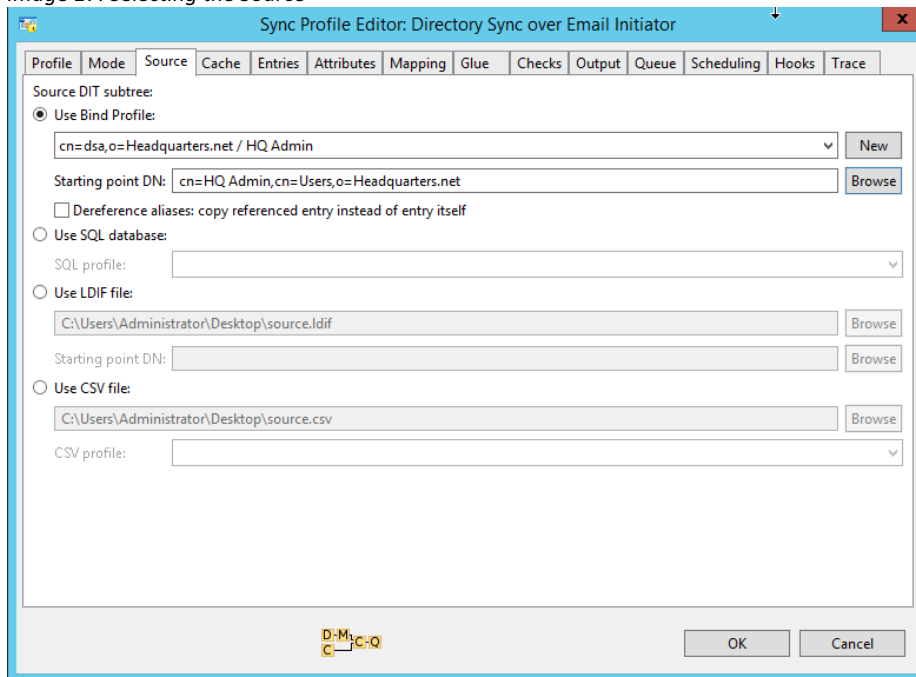 Sync Profile Editor: Directory Sync over Email Initiator
x
Profile Mode Source Cache Entries Attributes Mapping Glue Checks Output Queue Scheduling Hooks Trace
Source DIT subtree:
Use Bind Profile:
cn=dsa,o=Headquarters.net / HQ Admin New
Starting point DN: cn=HQ Admin,cn=Users,o=Headquarters.net Browse
Dereference aliases: copy referenced entry instead of entry itself
Use SQL database:
SQL profile:
Use LDIF file:
C:\Users\Administrator\Desktop\source.ldif Browse
Starting point DN: Browse
Use CSV file:
C:\Users\Administrator\Desktop\source.csv Browse
CSV profile:
D-M
C C-Q
OK Cancel